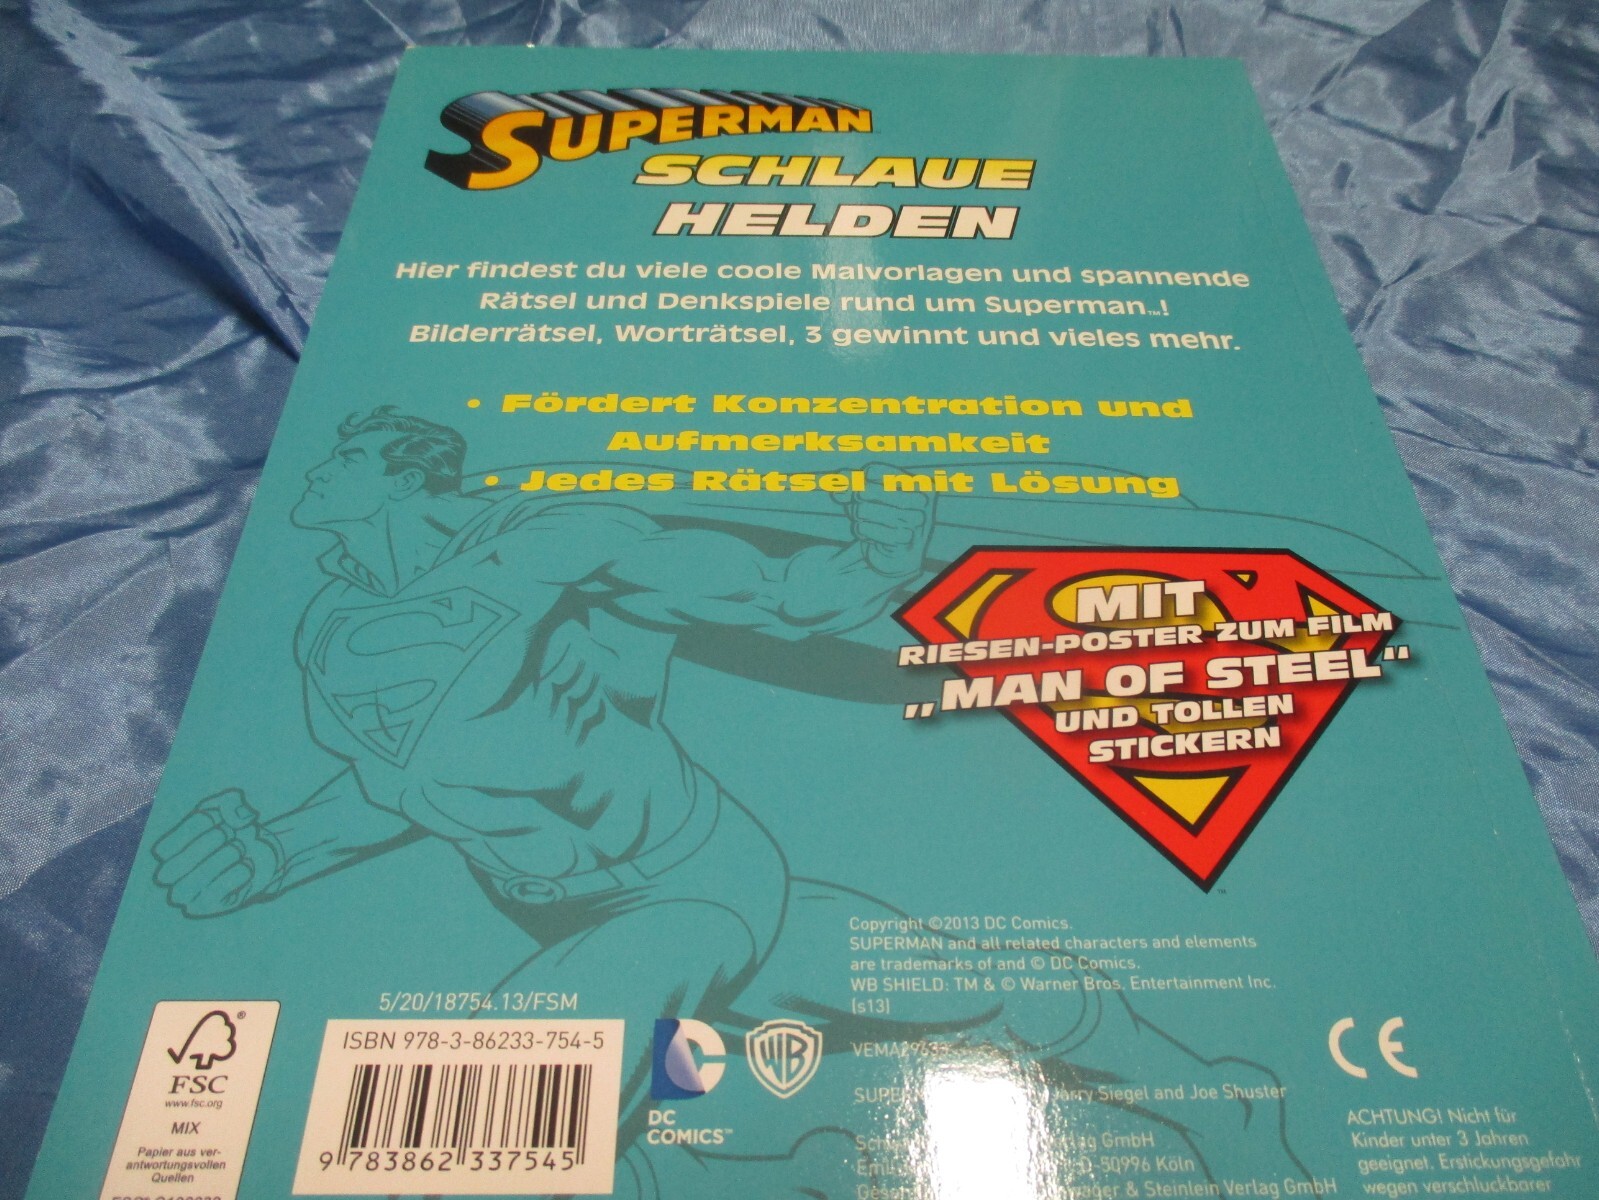 SUPERMAN
SCHLAUE
HELDEN
Hier findest du viele coole Malvorlagen und spannende
Rätsel und Denkspiele rund um Superman™!
Bilderrätsel, Worträtsel, 3 gewinnt und vieles mehr.
• Fördert Konzentration und
Aufmerksamkeit
• Jedes Rätsel mit Lösung
MIT
RIESEN-POSTER ZUM FILM
„MAN OF STEEL“
UND TOLLEN
STICKERN
TM
Copyright ©2013 DC Comics.
SUPERMAN and all related characters and elements
are trademarks of and © DC Comics.
WB SHIELD: TM & © Warner Bros. Entertainment Inc.
(s13)
5/20/18754.13/FSM
ISBN 978-3-86233-754-5
9 783862 337545
FSC
www.fsc.org
MIX
Papier aus ver-
antwortungsvollen
Quellen
DC
COMICS™
WB
CE
Siegel and Joe Shuster
GmbH
D-50996 Köln
& Steinlein Verlag GmbH
ACHTUNG! Nicht für
Kinder unter 3 Jahren
geeignet. Erstickungsgefahr
wegen verschluckbarer